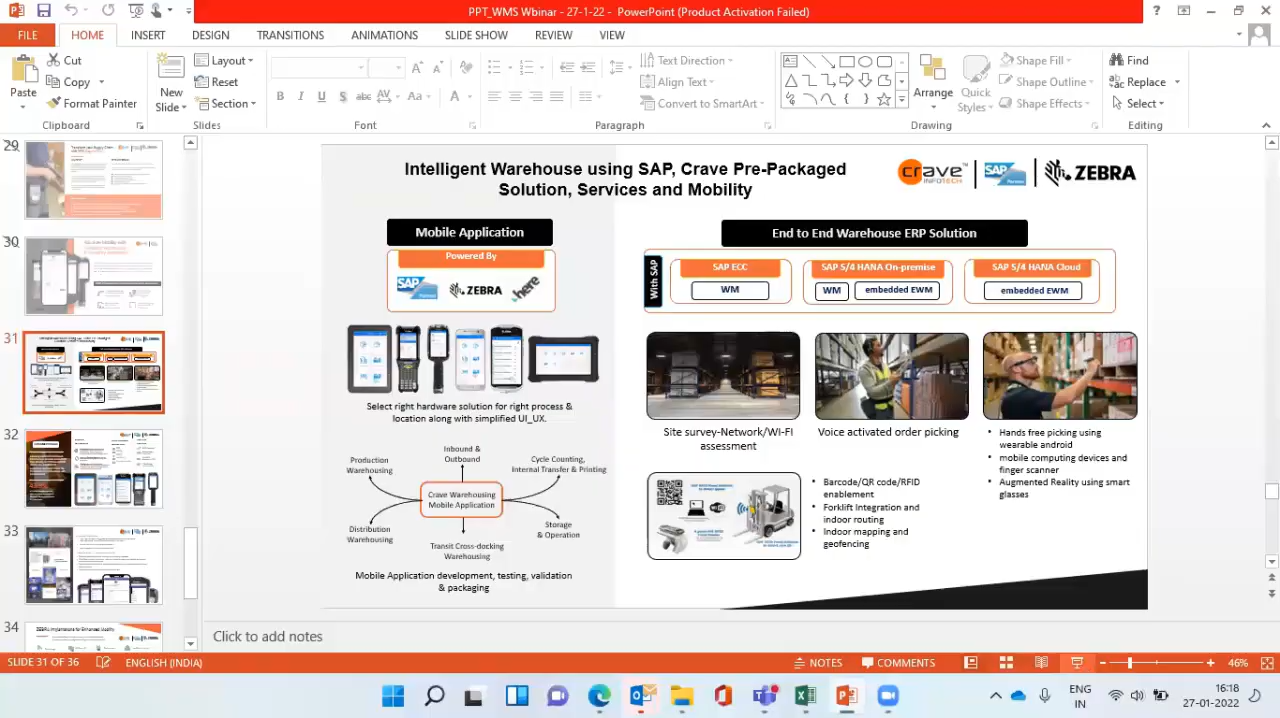 PPT_WMS Wbinar - 27-1-22 - PowerPoint (Product Activation Failed)
FILE
HOME
INSERT
DESIGN
TRANSITIONS
ANIMATIONS
SLIDE SHOW
REVIEW
VIEW
Paste
Cut
Copy
Format Painter
Clipboard
New
Slide
Layout
Reset
Section
Slides
B I U S abc AV Aa A
Font
Text Direction
Align Text
Convert to SmartArt
Paragraph
Arrange
Quick
Styles
Shape Fill
Shape Outline
Shape Effects
Drawing
Find
Replace
Select
Editing
29
30
31
32
33
34
Intelligent Warehouse using SAP, Crave Pre-Packaged
Solution, Services and Mobility
crave
INFOTECH
SAP
ZEBRA
Mobile Application
Powered By
SAP
ZEBRA
here
Select right hardware solution for right process &
location along with simplified UI_UX.
Production
Warehousing
Inbound &
Outbound
Cycle Counting,
Internal Transfer & Printing
Crave Warehousing
Mobile Application
Distribution
Warehousing
Transit Cross-docking
Warehousing
Storage
& Operation
Mobile Application development, testing, validation
& packaging
End to End Warehouse ERP Solution
With SAP
SAP ECC
WM
SAP S/4 HANA On-premise
WM
embedded EWM
SAP S/4 HANA Cloud
embedded EWM
Site survey-Network/WI-FI
assessment
activated order picking
• Hands free picking using
wearable android
• mobile computing devices and
finger scanner
• Augmented Reality using smart
glasses
• Barcode/QR code/RFID
enablement
• Forklift Integration and
indoor routing
• Indoor mapping and
geofencing
Click to add notes
SLIDE 31 OF 36
ENGLISH (INDIA)
NOTES
COMMENTS
46%
ENG
IN
16:18
27-01-2022